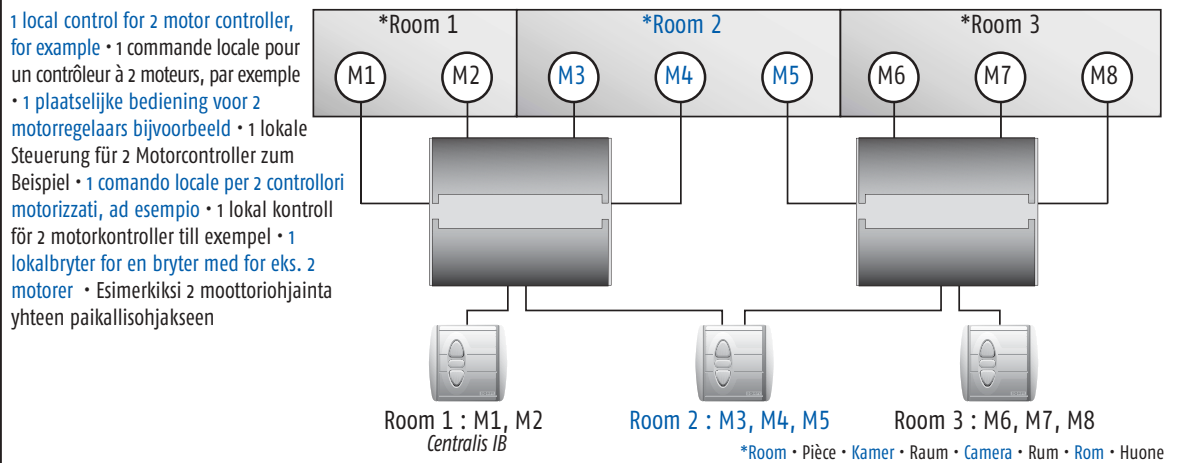 1 local control for 2 motor controller,
for example • 1 commande locale pour
un contrôleur à 2 moteurs, par exemple
• 1 plaatselijke bediening voor 2
motorregelaars bijvoorbeeld • 1 lokale
Steuerung für 2 Motorcontroller zum
Beispiel • 1 comando locale per 2 controllori
motorizzati, ad esempio • 1 lokal kontroll
för 2 motorkontroller till exempel • 1
lokalbryter for en bryter med for eks. 2
motorer • Esimerkiksi 2 moottoriohjainta
yhteen paikallisohjakseen
*Room 1 *Room 2 *Room 3
M1 M2 M3 M4 M5 M6 M7 M8
Room 1 : M1, M2
Centralis IB
Room 2 : M3, M4, M5
Room 3 : M6, M7, M8
*Room • Pièce • Kamer • Raum • Camera • Rum • Rom • Huone